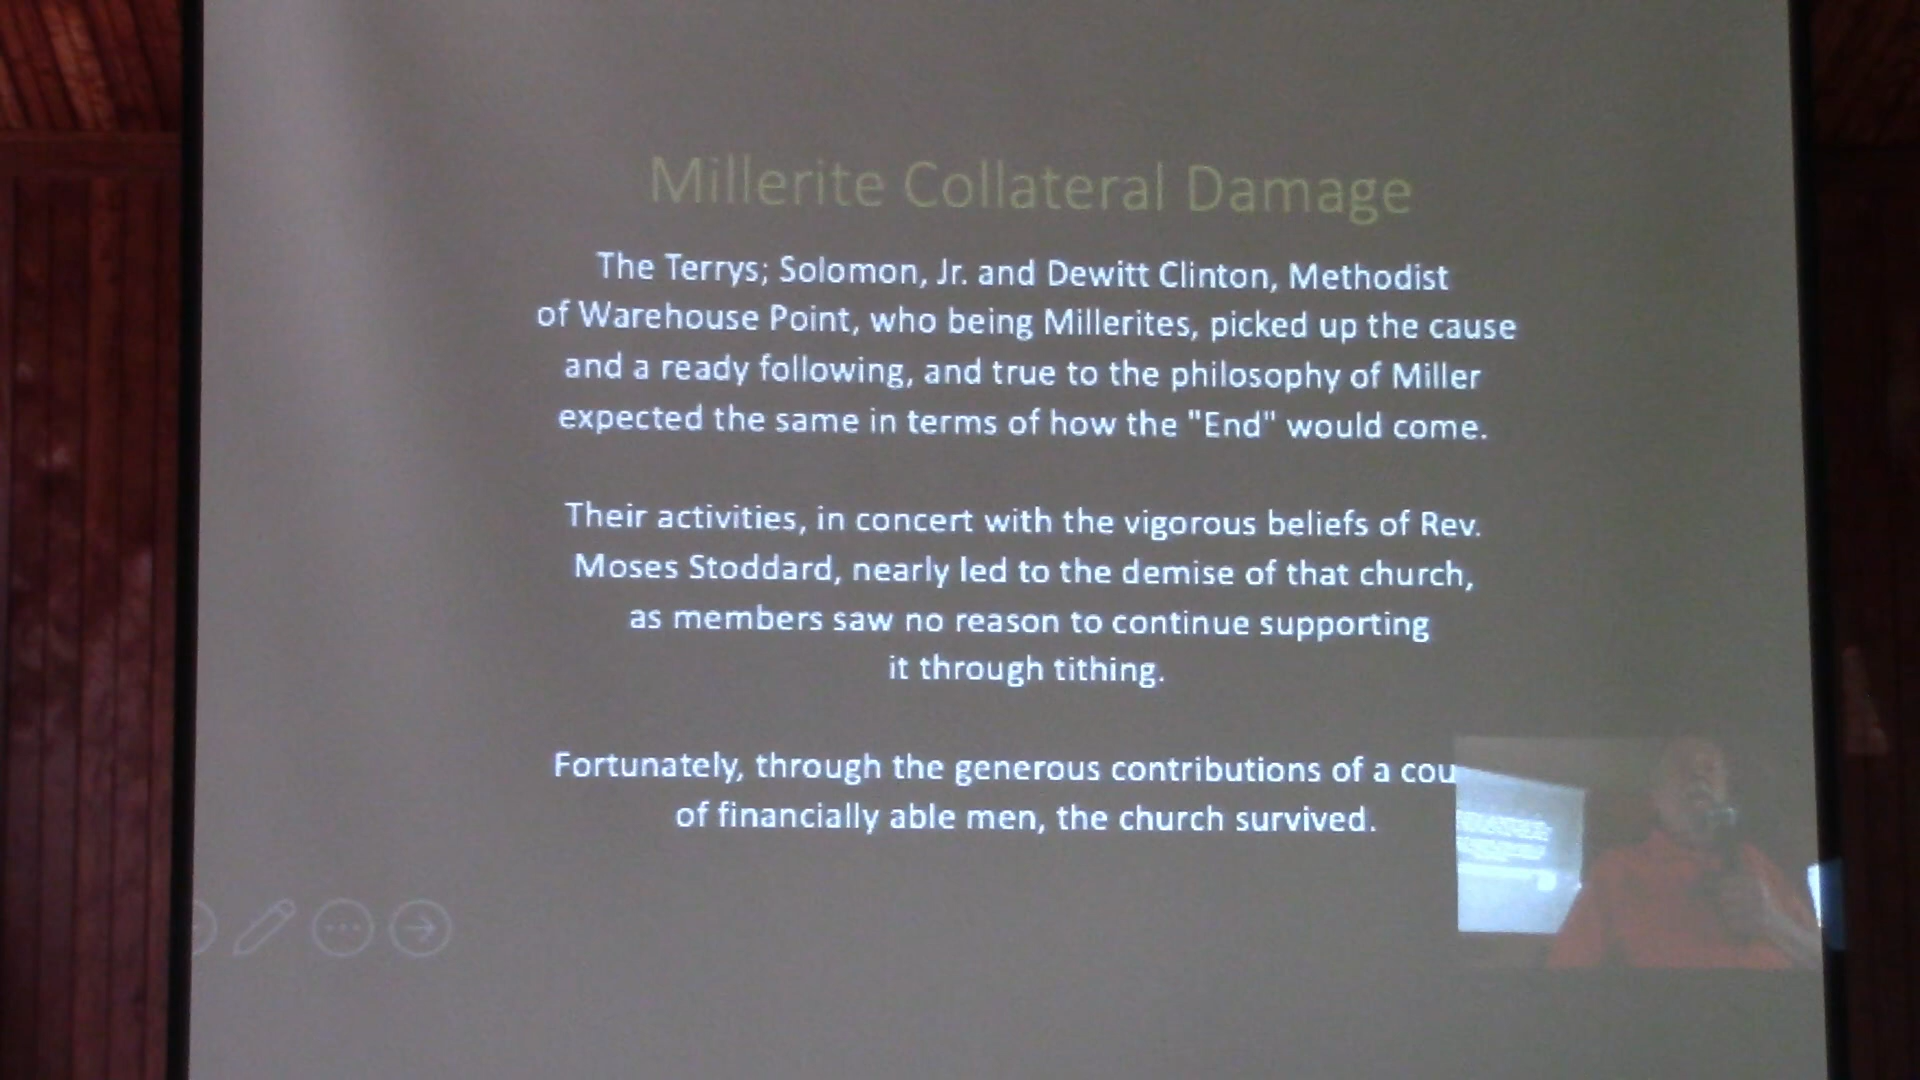 Millerite Collateral Damage
The Terrys; Solomon, Jr. and Dewitt Clinton, Methodist
of Warehouse Point, who being Millerites, picked up the cause
and a ready following, and true to the philosophy of Miller
expected the same in terms of how the "End" would come.
Their activities, in concert with the vigorous beliefs of Rev.
Moses Stoddard, nearly led to the demise of that church,
as members saw no reason to continue supporting
it through tithing.
Fortunately, through the generous contributions of a cou
of financially able men, the church survived.